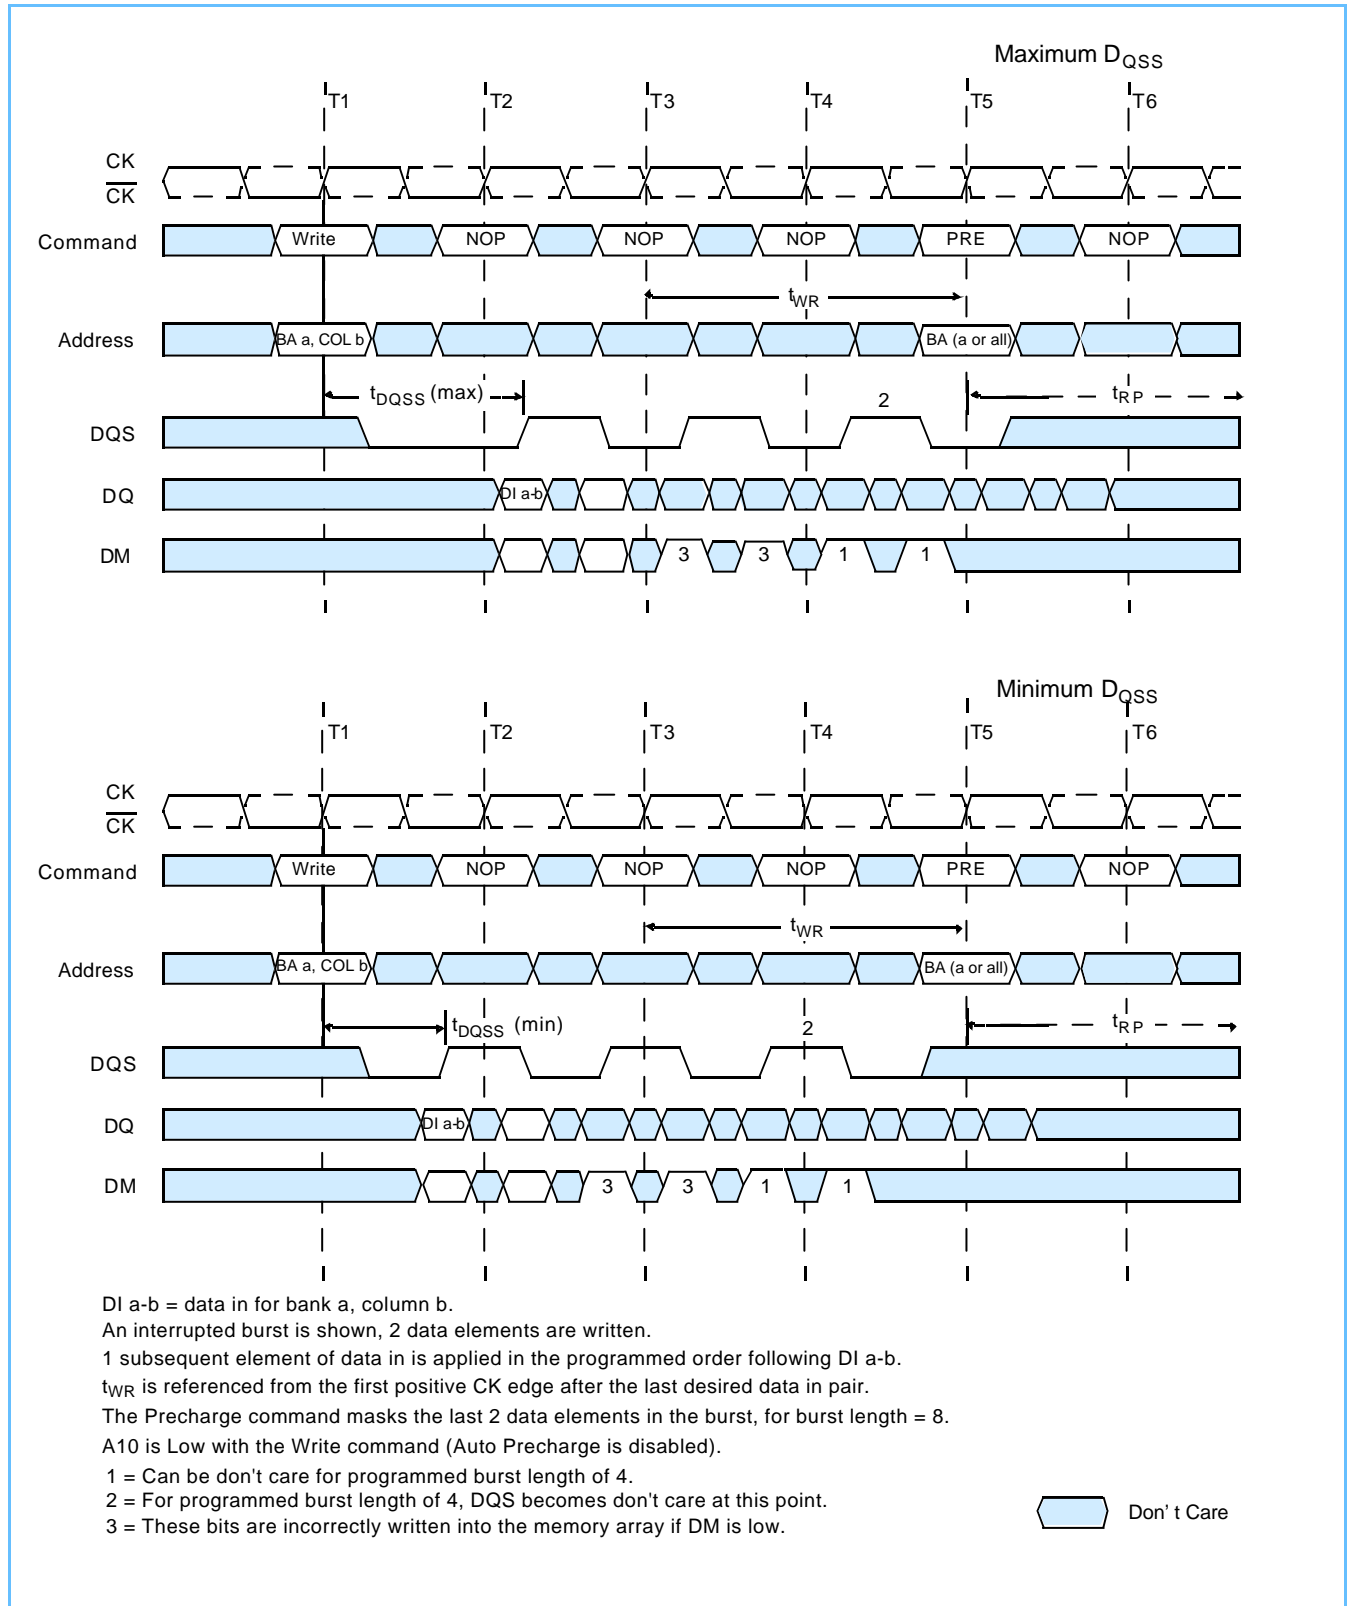 Maximum DQSS
T1 T2 T3 T4 T5 T6
CK
CK
Command Write NOP NOP NOP PRE NOP
tWR
Address BA a, COL b BA (a or all)
tDQSS (max) tRP
2
DQS
DQ DI a-b
DM 3 3 1 1
Minimum DQSS
T1 T2 T3 T4 T5 T6
CK
CK
Command Write NOP NOP NOP PRE NOP
tWR
Address BA a, COL b BA (a or all)
tDQSS (min) 2 tRP
DQS
DQ DI a-b
DM 3 3 1 1
DI a-b = data in for bank a, column b.
An interrupted burst is shown, 2 data elements are written.
1 subsequent element of data in is applied in the programmed order following DI a-b.
tWR is referenced from the first positive CK edge after the last desired data in pair.
The Precharge command masks the last 2 data elements in the burst, for burst length = 8.
A10 is Low with the Write command (Auto Precharge is disabled).
1 = Can be don't care for programmed burst length of 4.
2 = For programmed burst length of 4, DQS becomes don't care at this point.
3 = These bits are incorrectly written into the memory array if DM is low.
Don' t Care